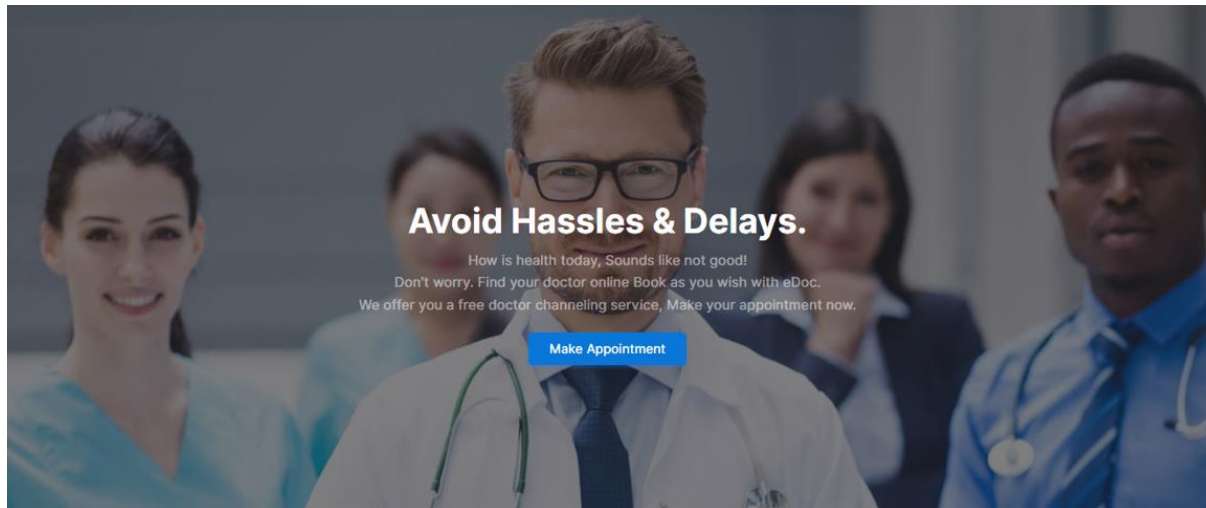 Avoid Hassles & Delays.
How is health today, Sounds like not good!
Don't worry. Find your doctor online Book as you wish with eDoc.
We offer you a free doctor channeling service, Make your appointment now.
Make Appointment